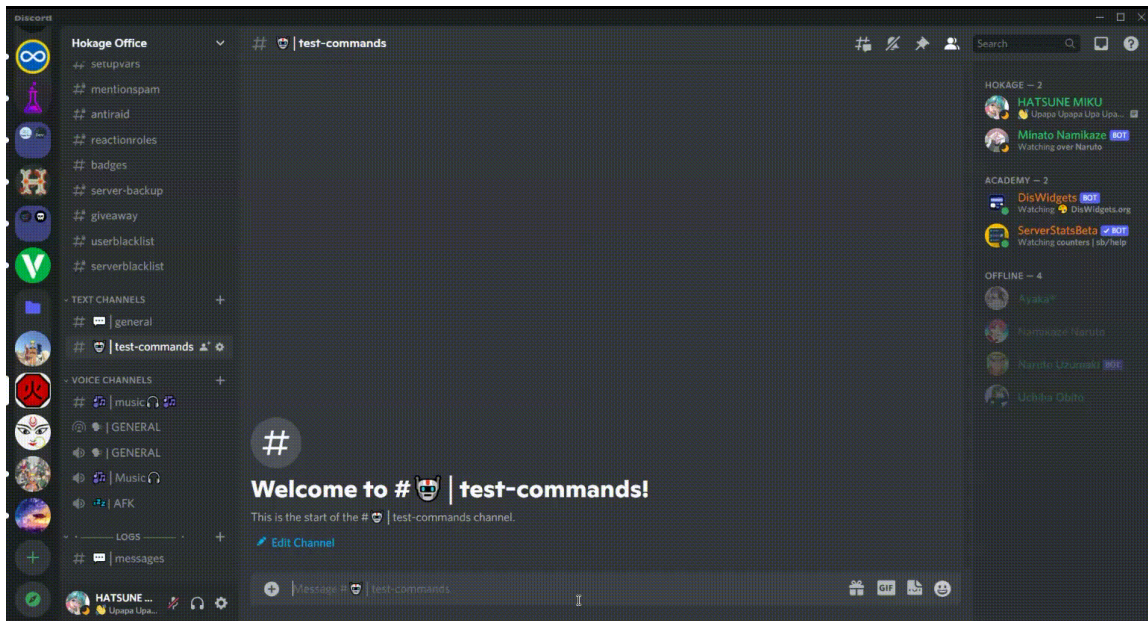 Discord
Hokage Office
setupvars
mentionspam
antiraid
reactionroles
badges
server-backup
giveaway
userblacklist
serverblacklist
TEXT CHANNELS
| general
| test-commands
VOICE CHANNELS
| music
| GENERAL
| GENERAL
| Music
| AFK
LOGS
| messages
HATSUNE ...
Upapa Upa...
# | test-commands
Search
Welcome to # | test-commands!
This is the start of the # | test-commands channel.
Edit Channel
Message # | test-commands
GIF
HOKAGE — 2
HATSUNE MIKU
Upapa Upapa Upa Upa...
Minato Namikaze BOT
Watching over Naruto
ACADEMY — 2
DisWidgets BOT
Watching DisWidgets.org
ServerStatsBeta ✓ BOT
Watching counters | sb/help
OFFLINE — 4
Ayaka
Namikaze Naruto
Naruto Uzumaki BOT
Uchiha Obito